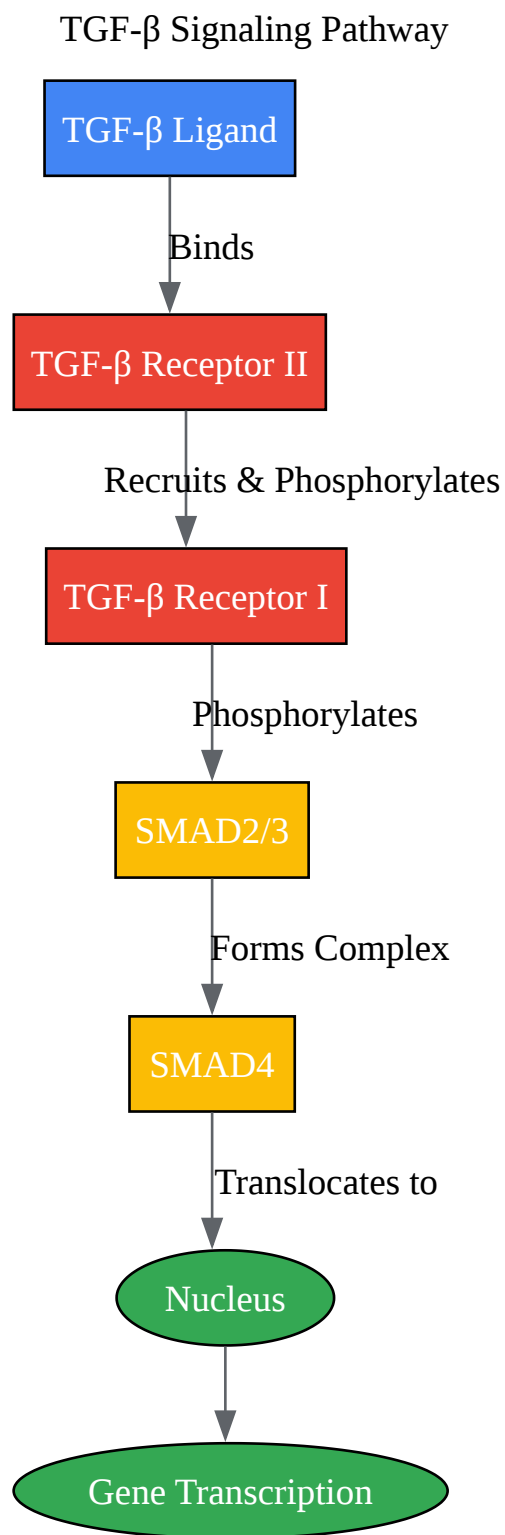 TGF-β Signaling Pathway
TGF-β Ligand
Binds
TGF-β Receptor II
Recruits & Phosphorylates
TGF-β Receptor I
Phosphorylates
SMAD2/3
Forms Complex
SMAD4
Translocates to
Nucleus
Gene Transcription